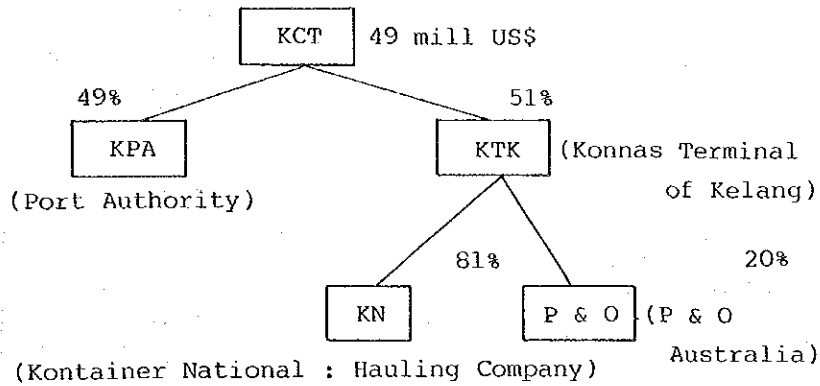 KCT 49 mill US$
49% 51%
KPA KTK (Konnas Terminal
(Port Authority) of Kelang)
81% 20%
KN P & O (P & O
Australia)
(Kontainer National : Hauling Company)